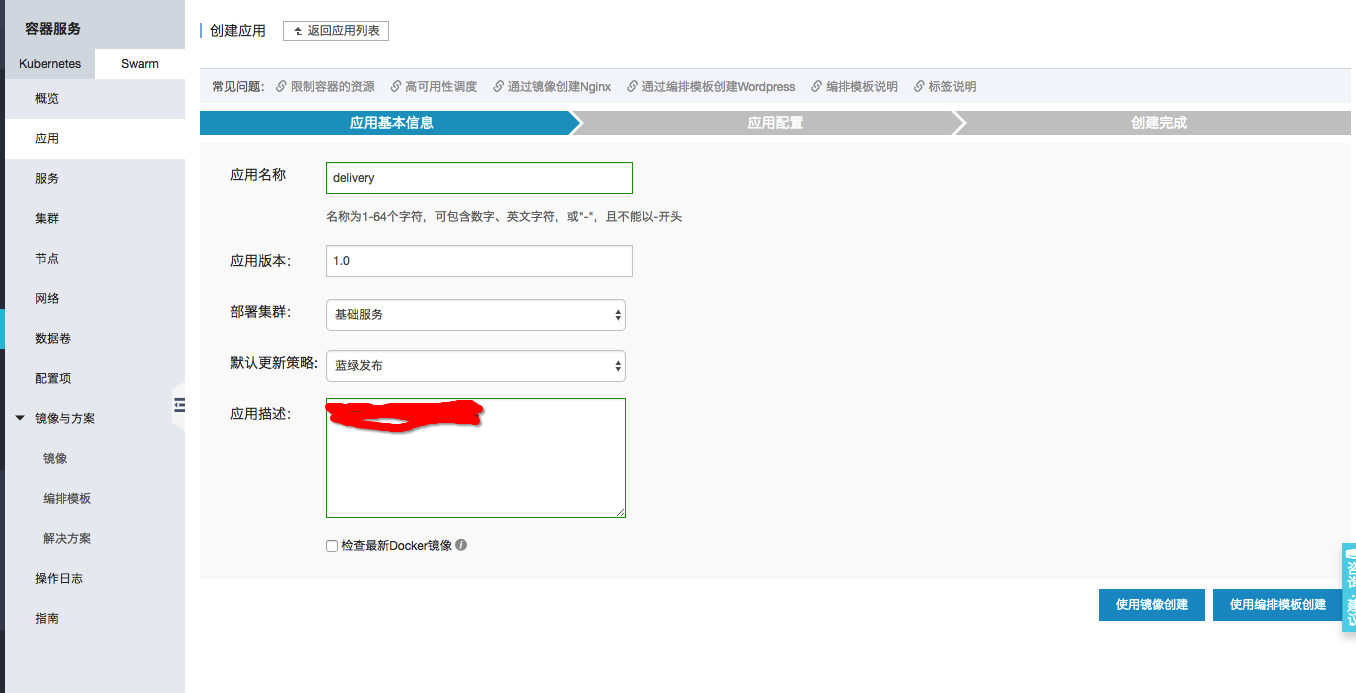 容器服务
Kubernetes Swarm
概览
应用
服务
集群
节点
网络
数据卷
配置项
镜像与方案
镜像
编排模板
解决方案
操作日志
指南
创建应用 返回应用列表
常见问题: 限制容器的资源 高可用性调度 通过镜像创建Nginx 通过编排模板创建Wordpress 编排模板说明 标签说明
应用基本信息 应用配置 创建完成
应用名称 delivery
名称为1-64个字符，可包含数字、英文字符，或"-"，且不能以-开头
应用版本: 1.0
部署集群: 基础服务
默认更新策略: 蓝绿发布
应用描述:
检查最新Docker镜像
使用镜像创建 使用编排模板创建
咨询·建议